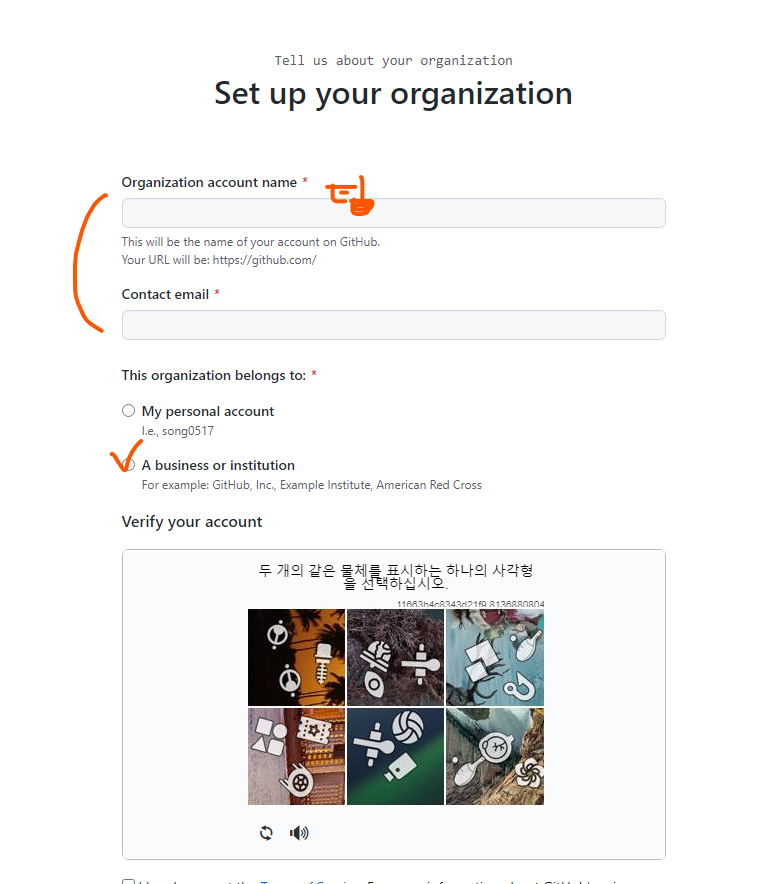 Tell us about your organization
Set up your organization
Organization account name *
This will be the name of your account on GitHub.
Your URL will be: https://github.com/
Contact email *
This organization belongs to: *
My personal account
I.e., song0517
A business or institution
For example: GitHub, Inc., Example Institute, American Red Cross
Verify your account
두 개의 같은 물체를 표시하는 하나의 사각형
을 선택하십시오.